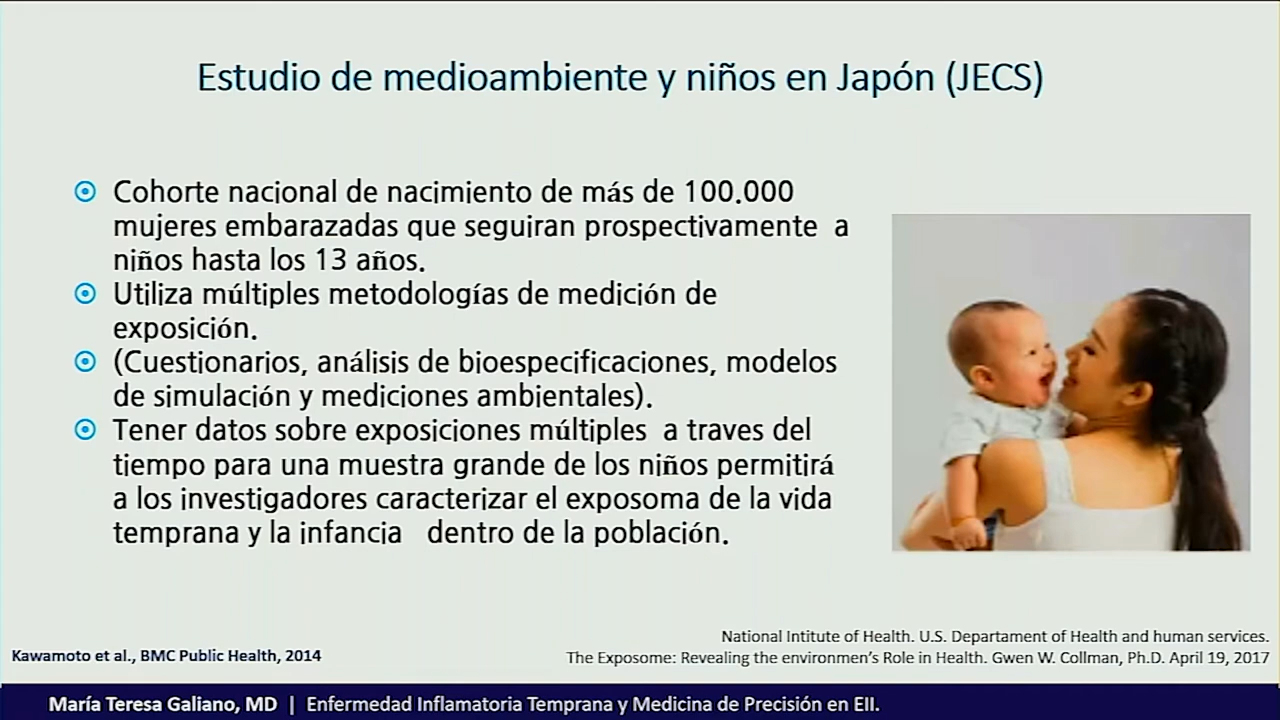 Estudio de medioambiente y niños en Japón (JECS)
Cohorte nacional de nacimiento de más de 100.000
mujeres embarazadas que seguiran prospectivamente a
niños hasta los 13 años.
Utiliza múltiples metodologías de medición de
exposición.
(Cuestionarios, análisis de bioespecificaciones, modelos
de simulación y mediciones ambientales).
Tener datos sobre exposiciones múltiples a traves del
tiempo para una muestra grande de los niños permitirá
a los investigadores caracterizar el exposoma de la vida
temprana y la infancia dentro de la población.
National Intitute of Health. U.S. Departament of Health and human services.
Kawamoto et al., BMC Public Health, 2014
The Exposome: Revealing the environmen's Role in Health. Gwen W. Collman, Ph.D. April 19, 2017
María Teresa Galiano, MD | Enfermedad Inflamatoria Temprana y Medicina de Precisión en EII.